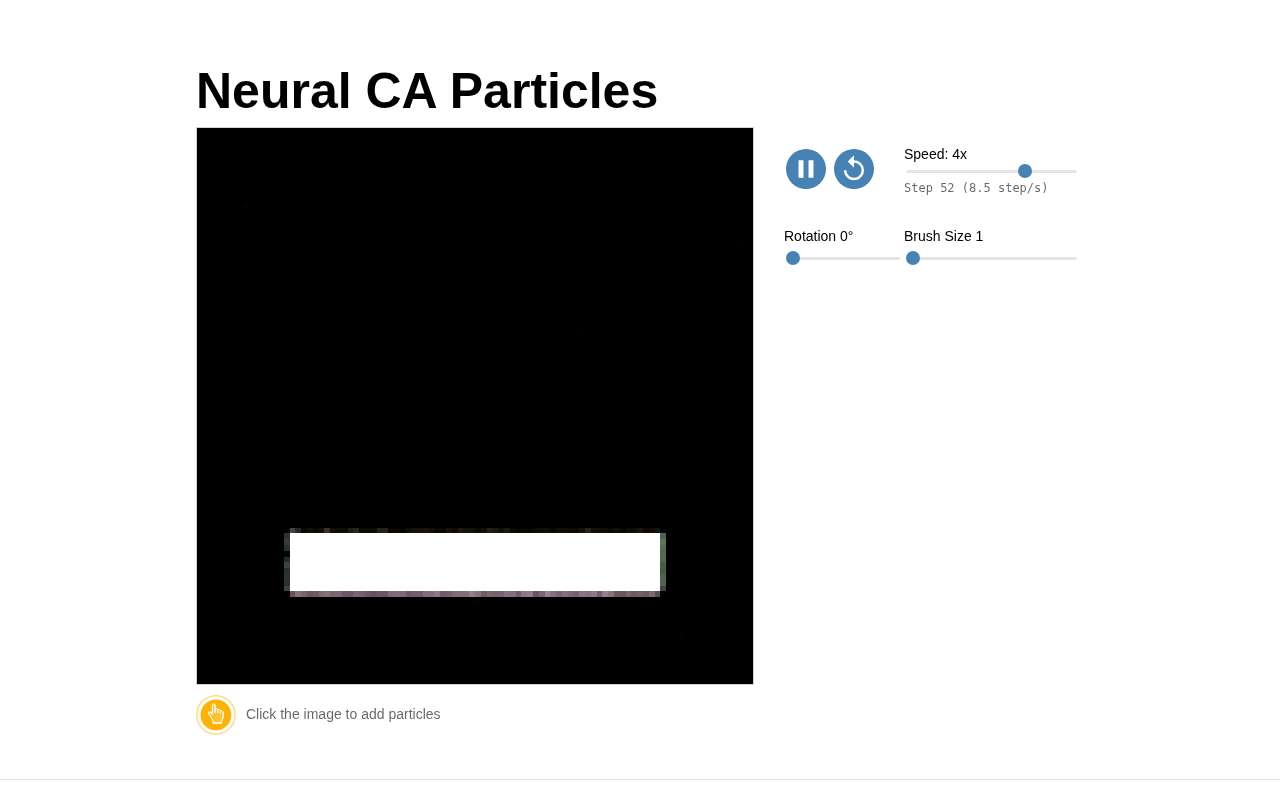 Neural CA Particles
Speed: 4x
Step 52 (8.5 step/s)
Rotation 0°
Brush Size 1
Click the image to add particles